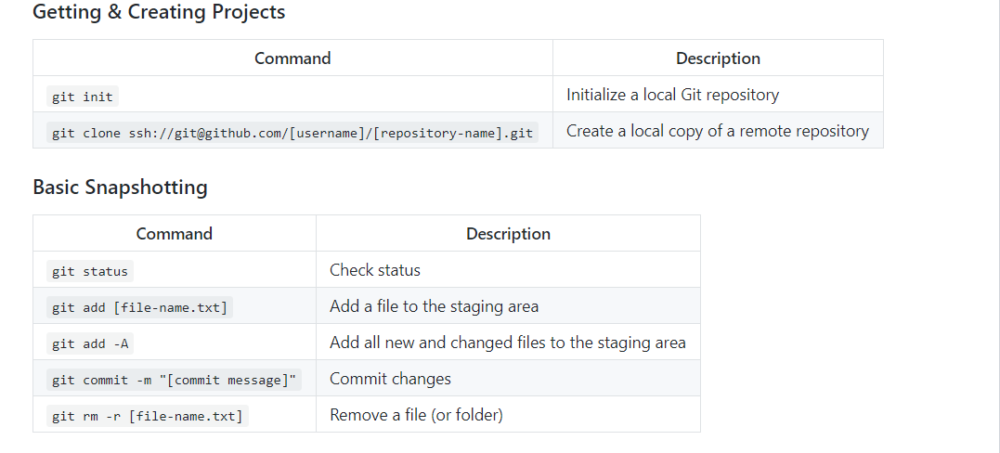 Getting & Creating Projects
Command Description
git init Initialize a local Git repository
git clone ssh://git@github.com/[username]/[repository-name].git Create a local copy of a remote repository
Basic Snapshotting
Command Description
git status Check status
git add [file-name.txt] Add a file to the staging area
git add -A Add all new and changed files to the staging area
git commit -m "[commit message]" Commit changes
git rm -r [file-name.txt] Remove a file (or folder)